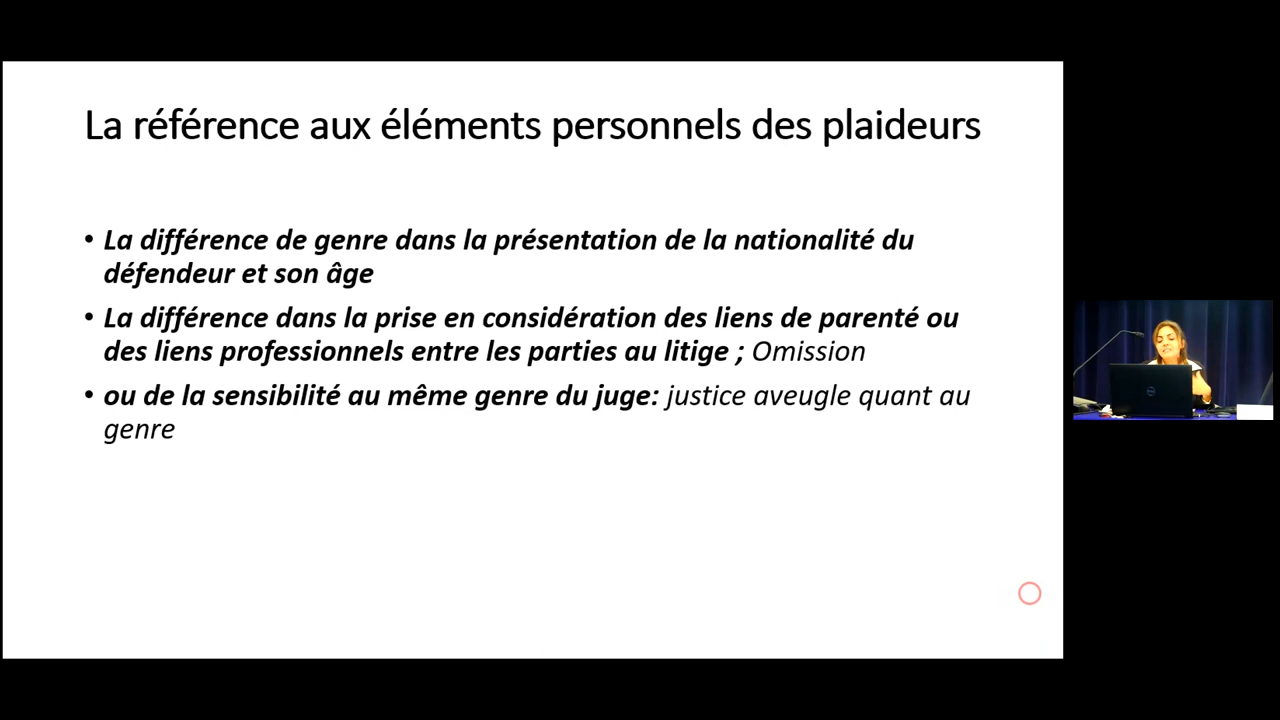 La référence aux éléments personnels des plaideurs
• La différence de genre dans la présentation de la nationalité du
défendeur et son âge
• La différence dans la prise en considération des liens de parenté ou
des liens professionnels entre les parties au litige ; Omission
• ou de la sensibilité au même genre du juge: justice aveugle quant au
genre